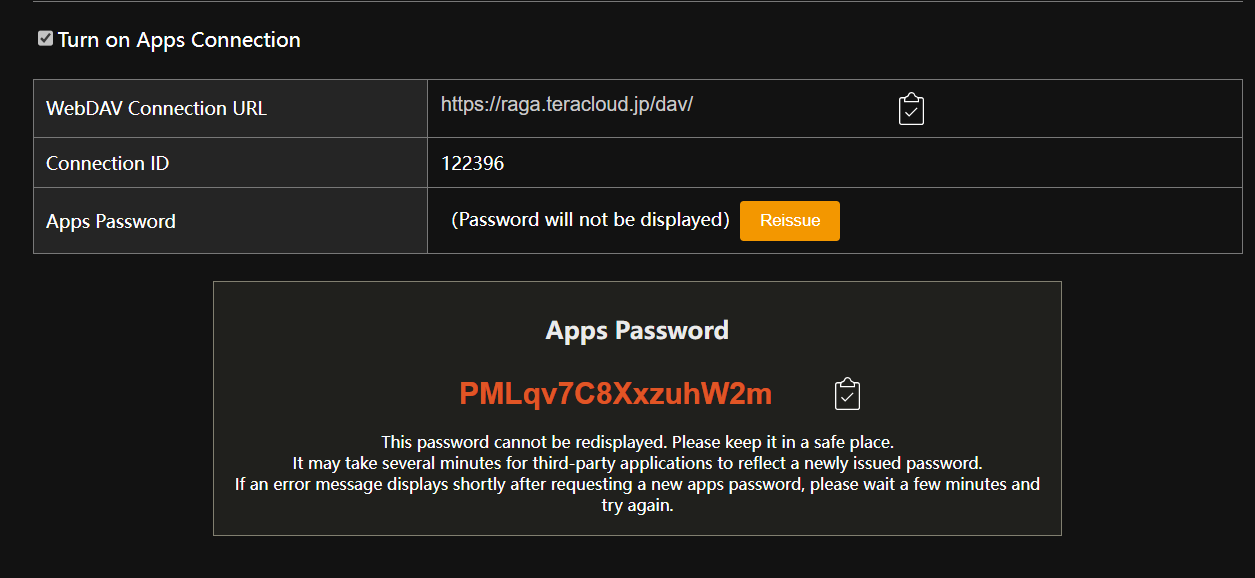 Turn on Apps Connection
WebDAV Connection URL https://raga.teracloud.jp/dav/
Connection ID 122396
Apps Password (Password will not be displayed) Reissue
Apps Password
PMLqv7C8XxzuhW2m
This password cannot be redisplayed. Please keep it in a safe place.
It may take several minutes for third-party applications to reflect a newly issued password.
If an error message displays shortly after requesting a new apps password, please wait a few minutes and
try again.